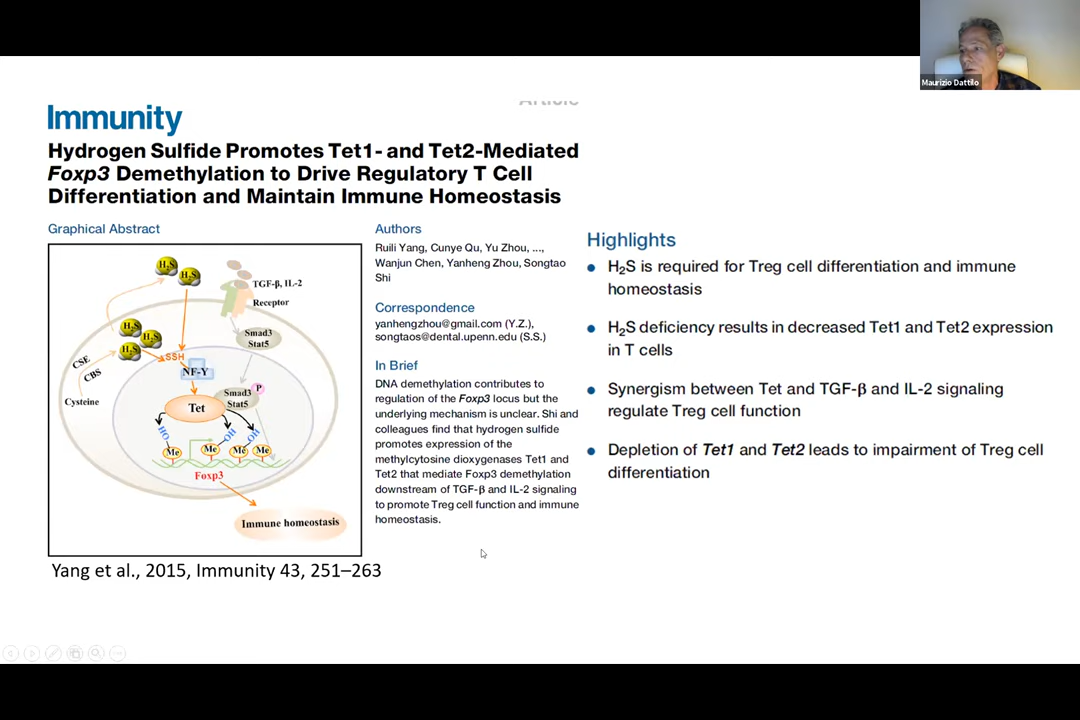 Maurizio Dattilo
Article
Immunity
Hydrogen Sulfide Promotes Tet1- and Tet2-Mediated
Foxp3 Demethylation to Drive Regulatory T Cell
Differentiation and Maintain Immune Homeostasis
Graphical Abstract
H₂S
H₂S
TGF-β, IL-2
Receptor
H₂S
H₂S
H₂S
Smad3
Stat5
SSH
CSE
CBS
NF-Y
Cysteine
Smad3
Stat5
P
Tet
HO
OH
OH
Me
Me
Me
Me
Foxp3
Immune homeostasis
Authors
Ruili Yang, Cunye Qu, Yu Zhou, ...,
Wanjun Chen, Yanheng Zhou, Songtao
Shi
Correspondence
yanhengzhou@gmail.com (Y.Z.),
songtaos@dental.upenn.edu (S.S.)
In Brief
DNA demethylation contributes to
regulation of the Foxp3 locus but the
underlying mechanism is unclear. Shi and
colleagues find that hydrogen sulfide
promotes expression of the
methylcytosine dioxygenases Tet1 and
Tet2 that mediate Foxp3 demethylation
downstream of TGF-β and IL-2 signaling
to promote Treg cell function and immune
homeostasis.
Highlights
● H₂S is required for Treg cell differentiation and immune
homeostasis
● H₂S deficiency results in decreased Tet1 and Tet2 expression
in T cells
● Synergism between Tet and TGF-β and IL-2 signaling
regulate Treg cell function
● Depletion of Tet1 and Tet2 leads to impairment of Treg cell
differentiation
Yang et al., 2015, Immunity 43, 251–263